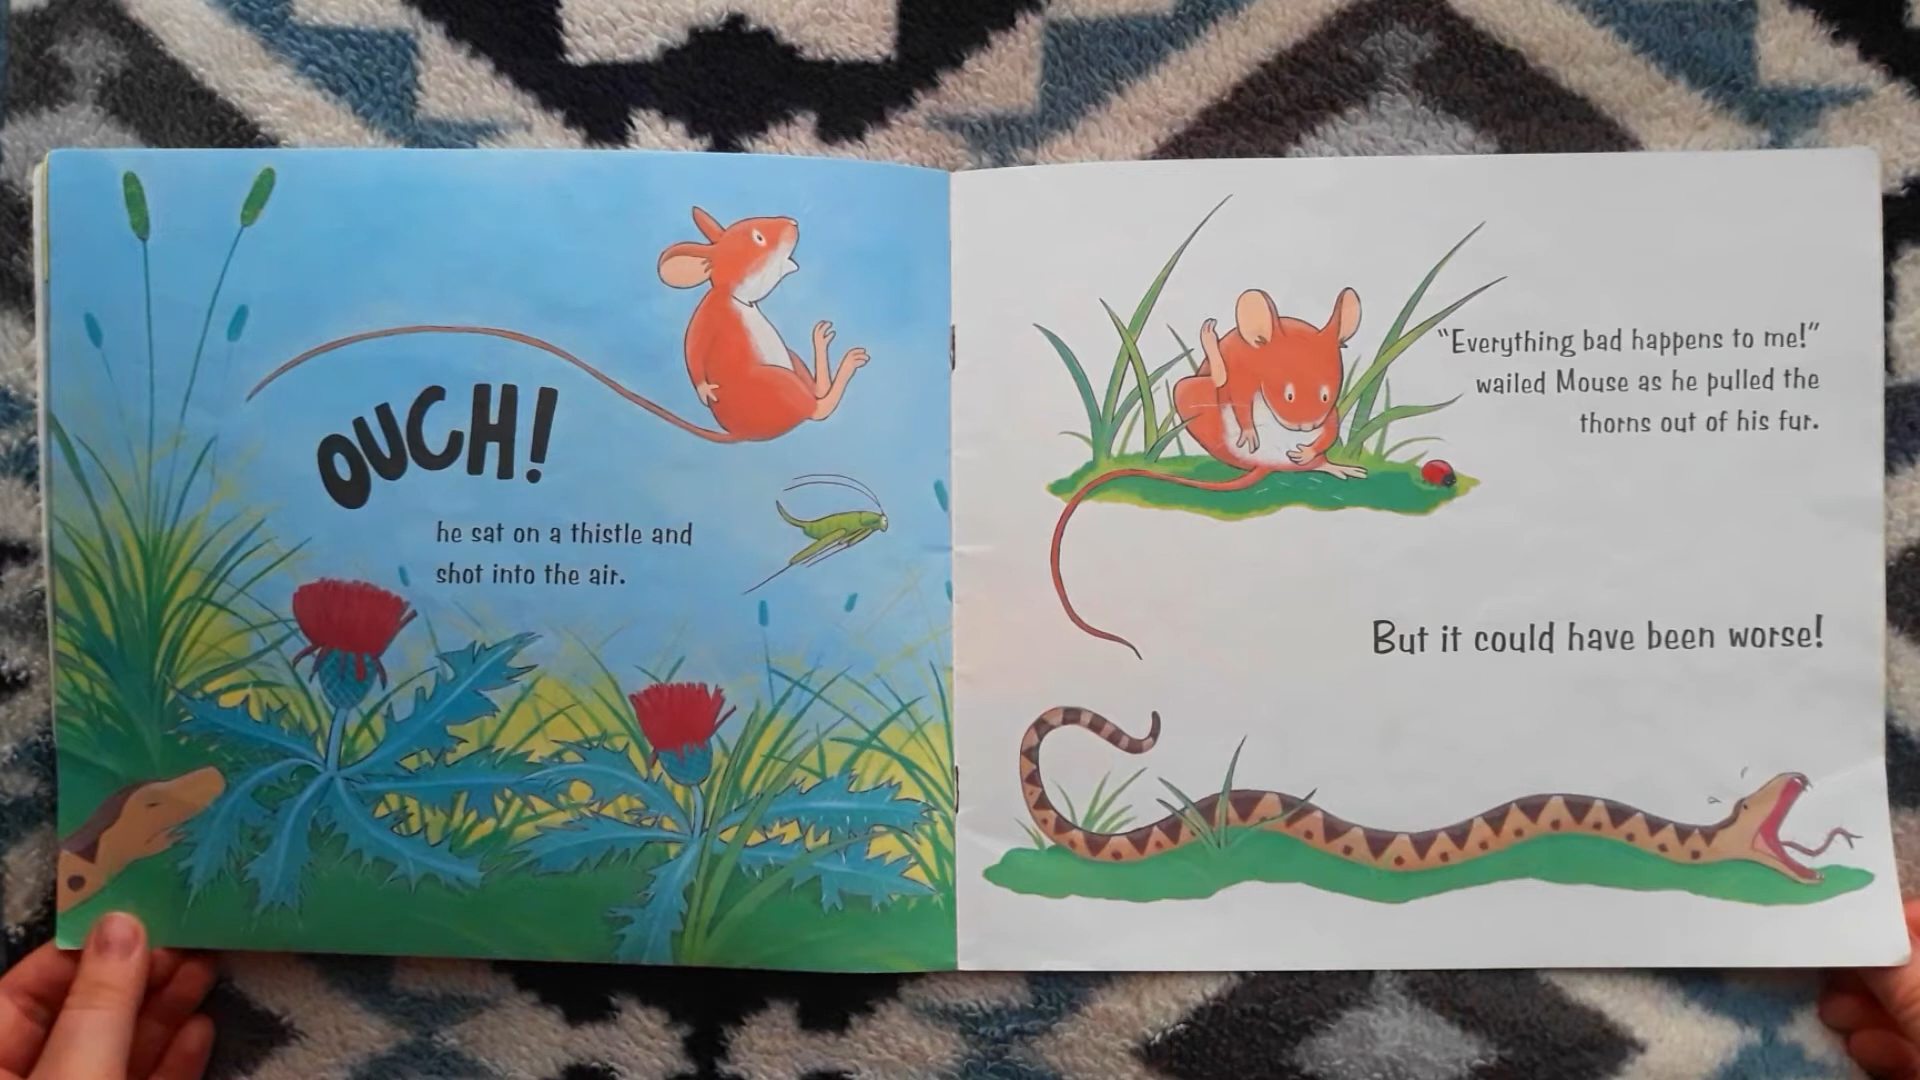 OUCH!
he sat on a thistle and
shot into the air.
“Everything bad happens to me!”
wailed Mouse as he pulled the
thorns out of his fur.
But it could have been worse!